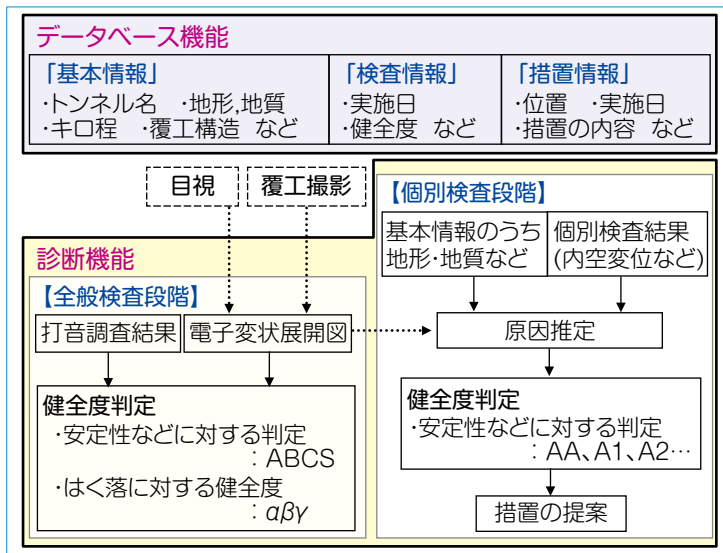 データベース機能
「基本情報」
・トンネル名 ・地形,地質
・キロ程 ・覆工構造 など
「検査情報」
・実施日
・健全度 など
「措置情報」
・位置 ・実施日
・措置の内容 など
目視
覆工撮影
診断機能
【全般検査段階】
打音調査結果
電子変状展開図
健全度判定
・安定性などに対する判定
：ABCS
・はく落に対する健全度
：αβγ
【個別検査段階】
基本情報のうち
地形・地質など
個別検査結果
(内空変位など)
原因推定
健全度判定
・安定性などに対する判定
：AA、A1、A2…
措置の提案